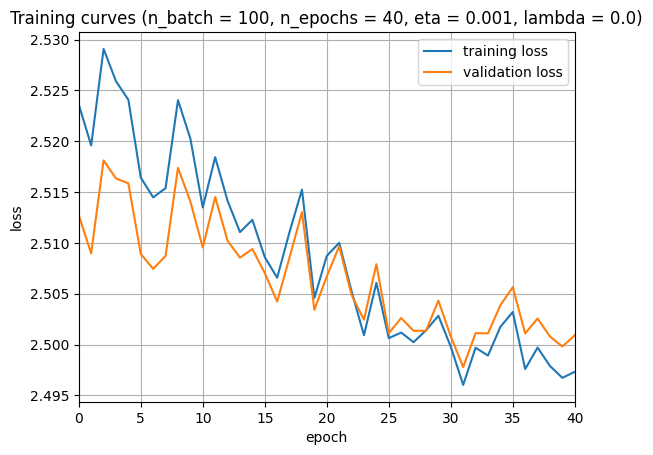 Training curves (n_batch = 100, n_epochs = 40, eta = 0.001, lambda = 0.0)
training loss
validation loss
loss
2.530
2.525
2.520
2.515
2.510
2.505
2.500
2.495
0 5 10 15 20 25 30 35 40
epoch